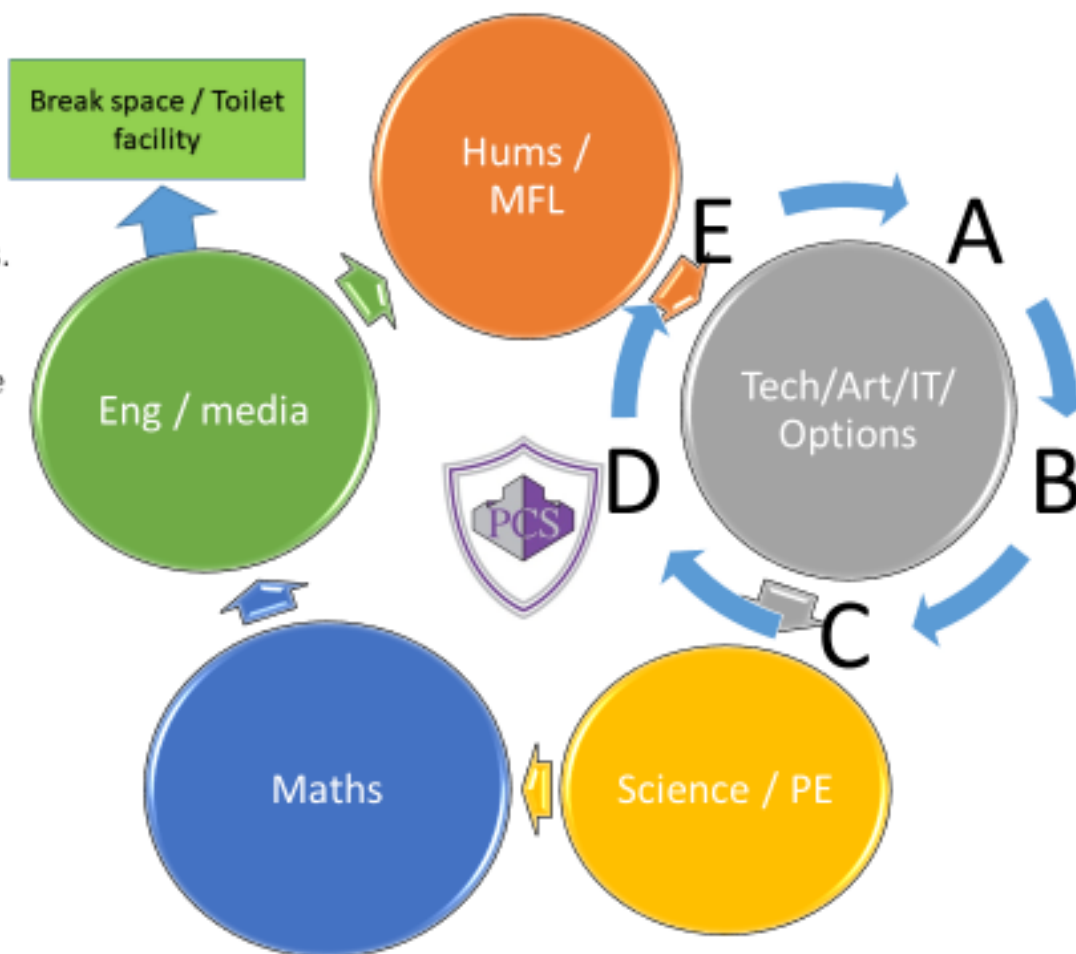 Break space / Toilet
facility
Hums /
MFL
E
A
Eng / media
Tech/Art/IT/
Options
D
B
PCS
C
Maths
Science / PE